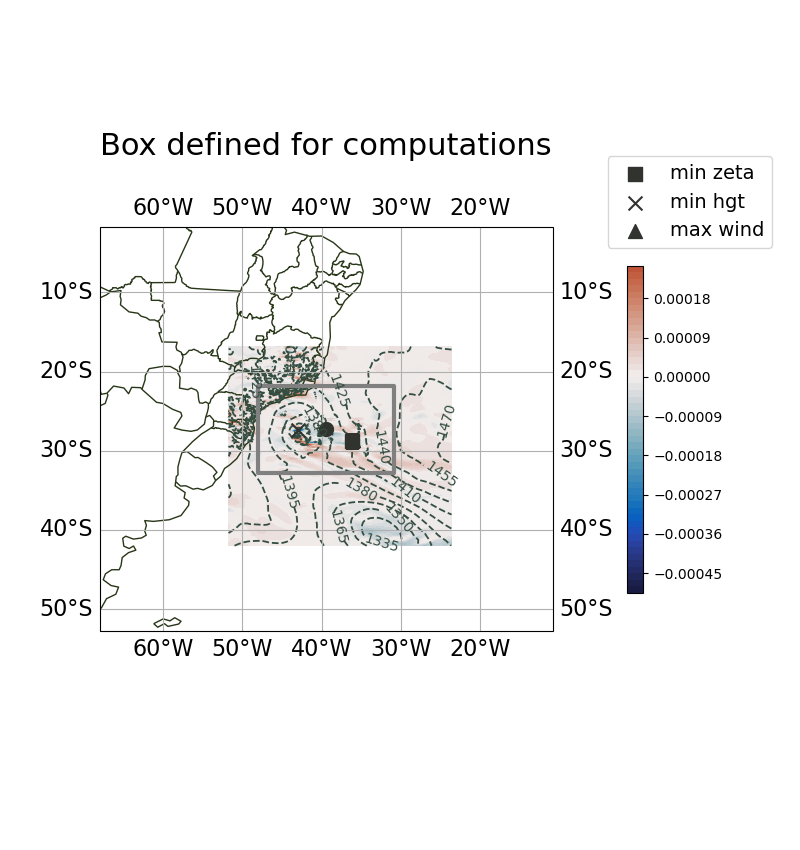 Box defined for computations
min zeta
min hgt
max wind
60°W 50°W 40°W 30°W 20°W
10°S 10°S
20°S 20°S
30°S 30°S
40°S 40°S
50°S 50°S
60°W 50°W 40°W 30°W 20°W
1425
1470
1440
1455
1395
1380
1410
1365
1350
1335
0.00018
0.00009
0.00000
−0.00009
−0.00018
−0.00027
−0.00036
−0.00045